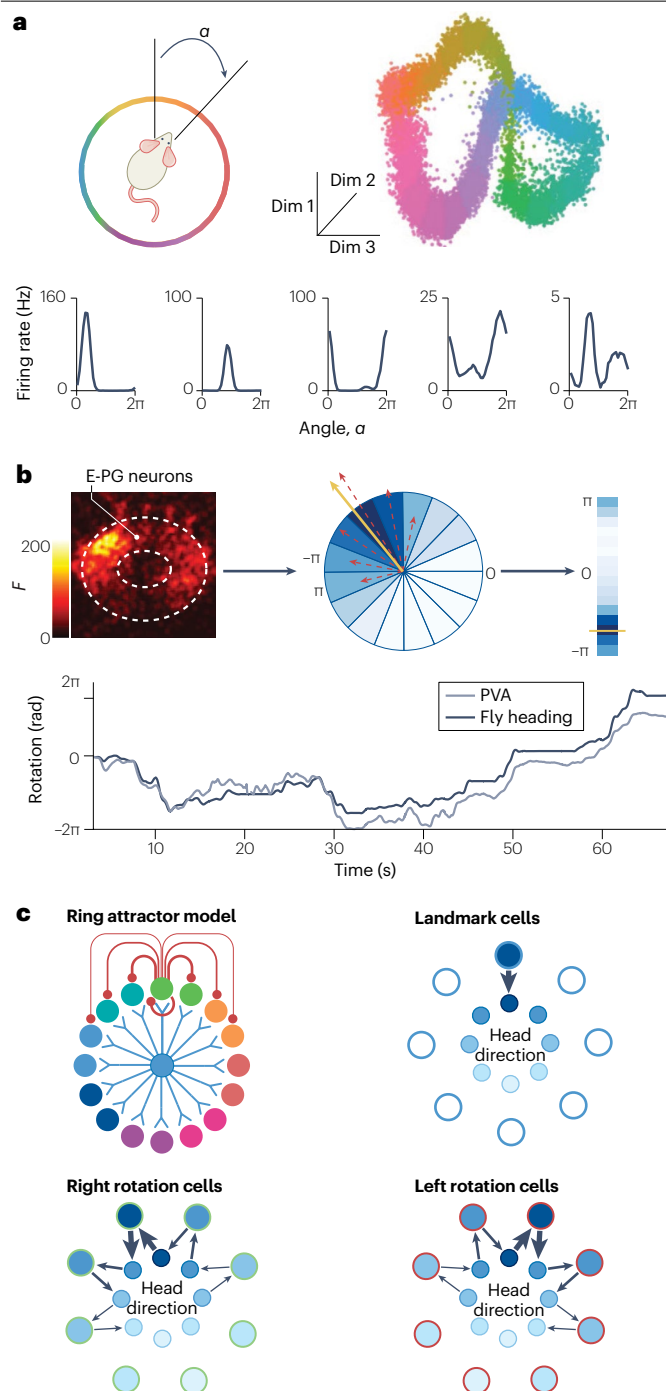 a
α
Dim 1
Dim 2
Dim 3
Firing rate (Hz)
160
0
0
2π
100
0
0
2π
100
0
0
2π
25
0
0
2π
5
0
0
2π
Angle, α
b
E-PG neurons
F
200
0
−π
π
0
π
0
−π
Rotation (rad)
2π
0
−2π
PVA
Fly heading
10
20
30
40
50
60
Time (s)
c
Ring attractor model
Landmark cells
Head
direction
Right rotation cells
Left rotation cells
Head
direction
Head
direction